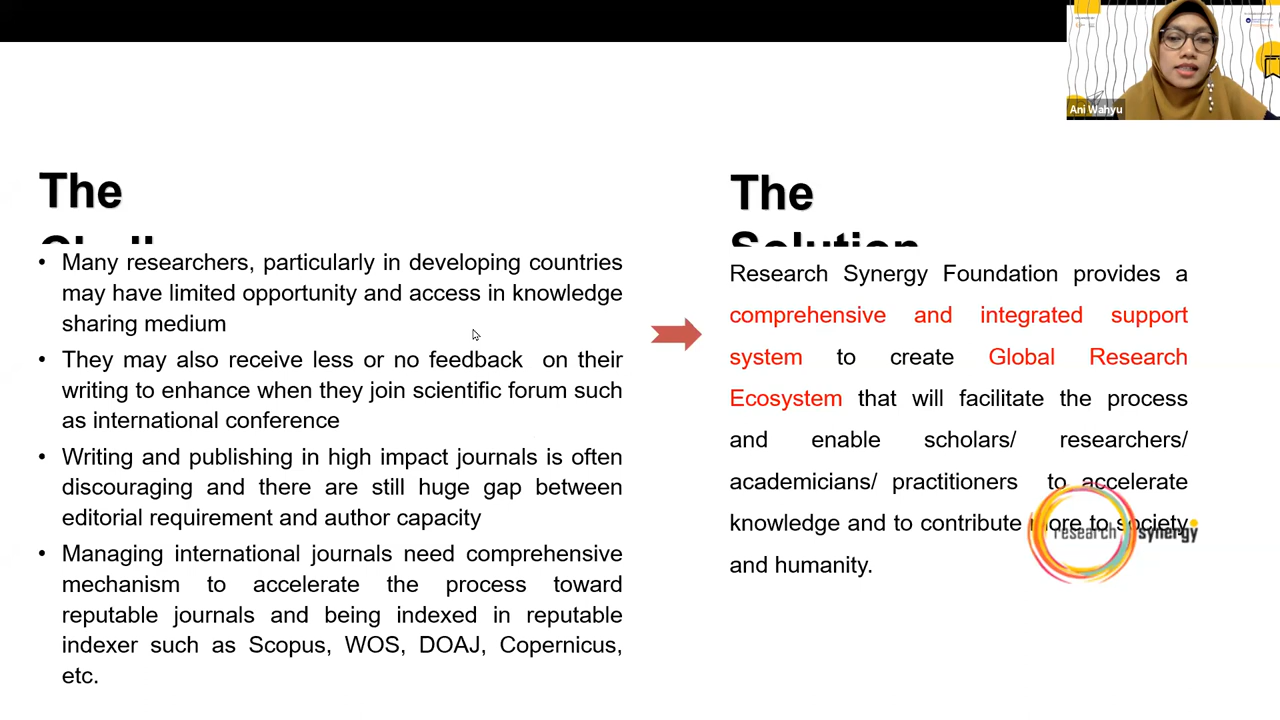 Ani Wahyu
The
Many researchers, particularly in developing countries
may have limited opportunity and access in knowledge
sharing medium
They may also receive less or no feedback on their
writing to enhance when they join scientific forum such
as international conference
Writing and publishing in high impact journals is often
discouraging and there are still huge gap between
editorial requirement and author capacity
Managing international journals need comprehensive
mechanism to accelerate the process toward
reputable journals and being indexed in reputable
indexer such as Scopus, WOS, DOAJ, Copernicus,
etc.
The
Solution
Research Synergy Foundation provides a
comprehensive and integrated support
system to create Global Research
Ecosystem that will facilitate the process
and enable scholars/ researchers/
academicians/ practitioners to accelerate
knowledge and to contribute more to society
and humanity.
research synergy